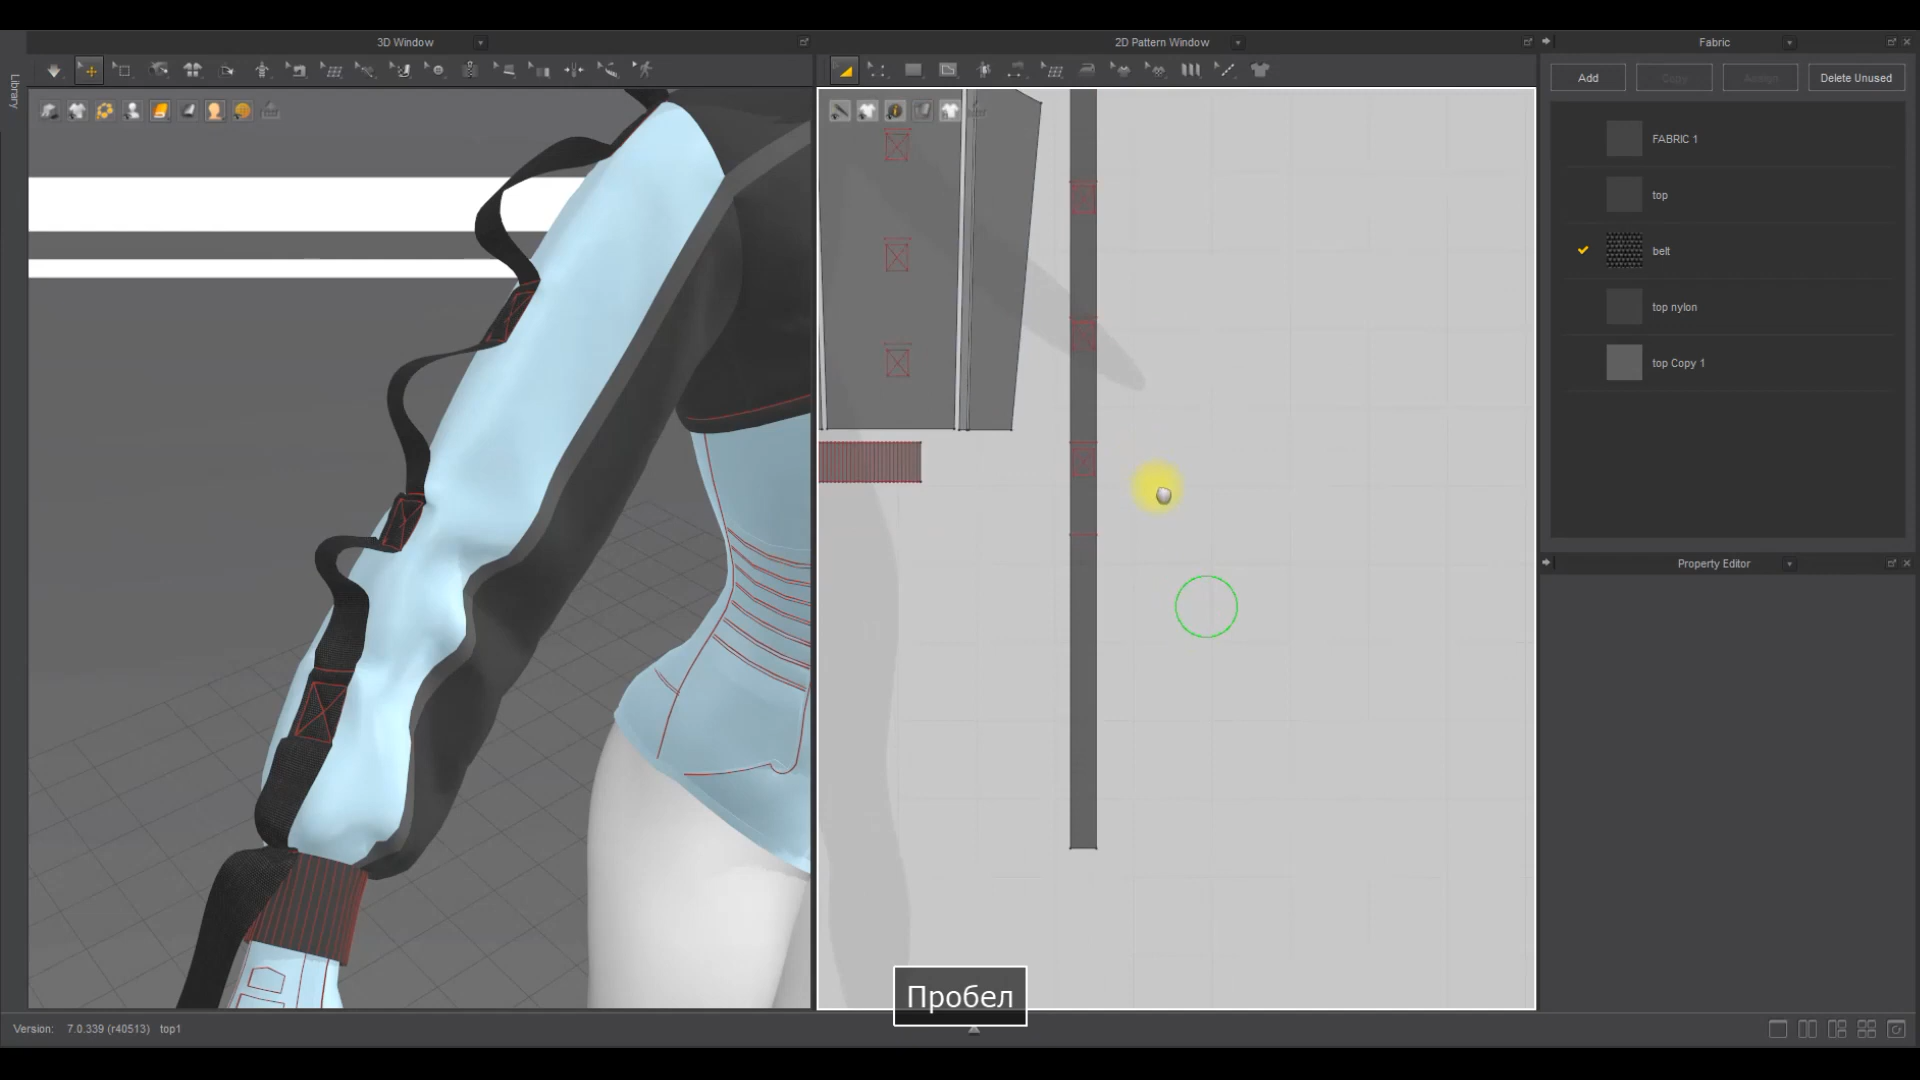 3D Window
2D Pattern Window
Fabric
Library
Add
Copy
Assign
Delete Unused
FABRIC 1
top
belt
top nylon
top Copy 1
Property Editor
Пробел
Version: 7.0.339 (r40513) top1